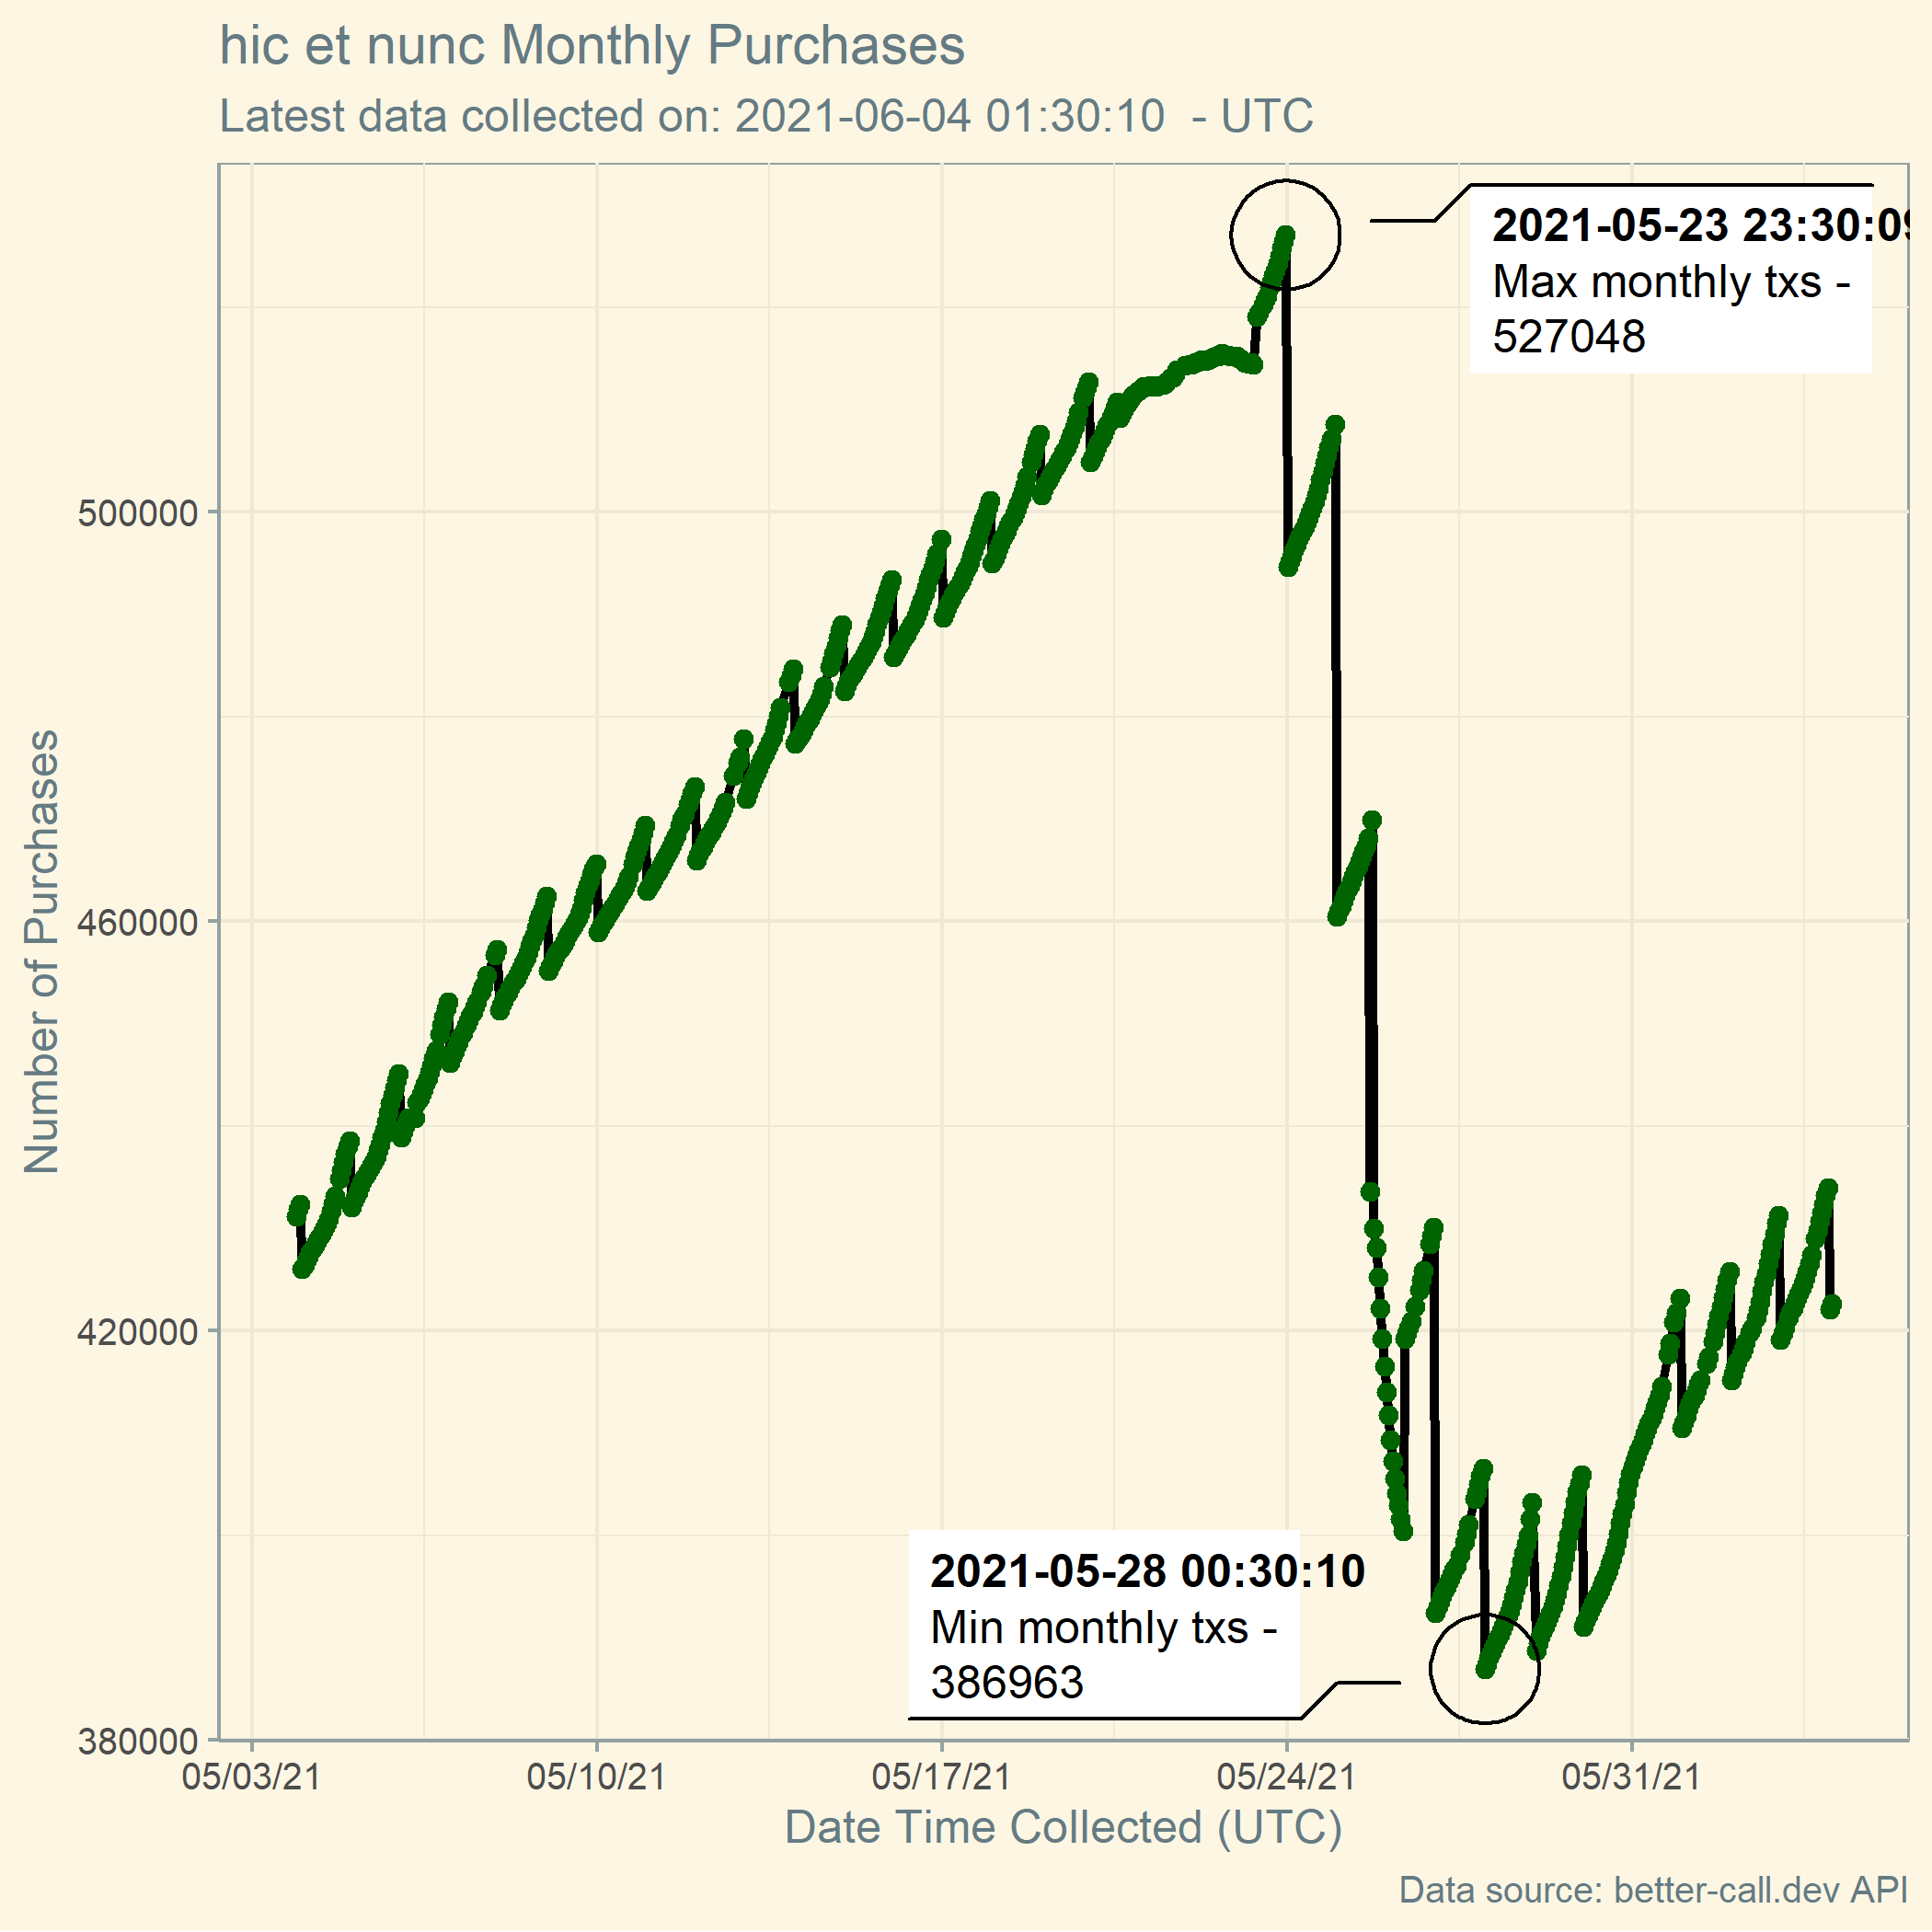 hic et nunc Monthly Purchases
Latest data collected on: 2021-06-04 01:30:10 - UTC
2021-05-23 23:30:09
Max monthly txs -
527048
500000
460000
420000
380000
Number of Purchases
2021-05-28 00:30:10
Min monthly txs -
386963
05/03/21
05/10/21
05/17/21
05/24/21
05/31/21
Date Time Collected (UTC)
Data source: better-call.dev API